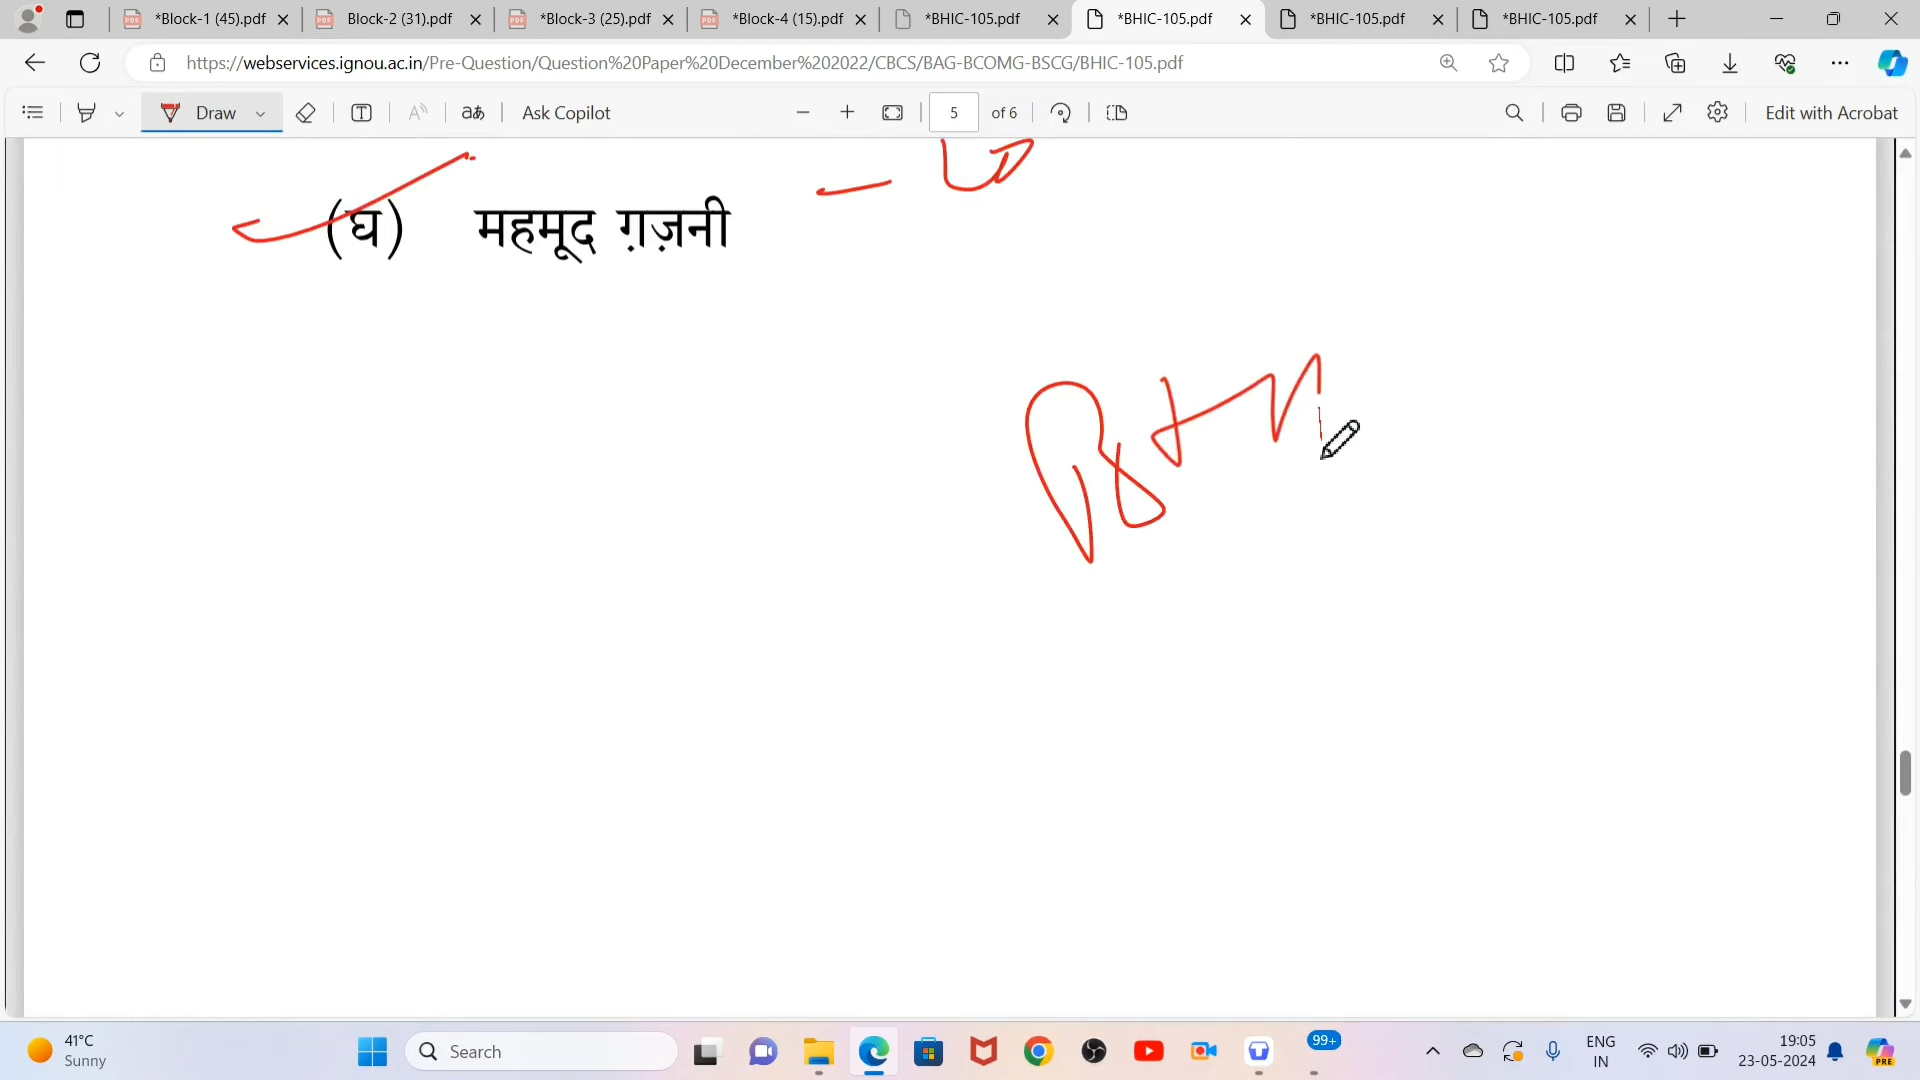 *Block-1 (45).pdf
Block-2 (31).pdf
*Block-3 (25).pdf
*Block-4 (15).pdf
*BHIC-105.pdf
*BHIC-105.pdf
*BHIC-105.pdf
*BHIC-105.pdf
https://webservices.ignou.ac.in/Pre-Question/Question%20Paper%20December%202022/CBCS/BAG-BCOMG-BSCG/BHIC-105.pdf
Draw
aあ
Ask Copilot
5 of 6
Edit with Acrobat
(घ) महमूद ग़ज़नी
41°C
Sunny
Search
99+
ENG
IN
19:05
23-05-2024
PRE